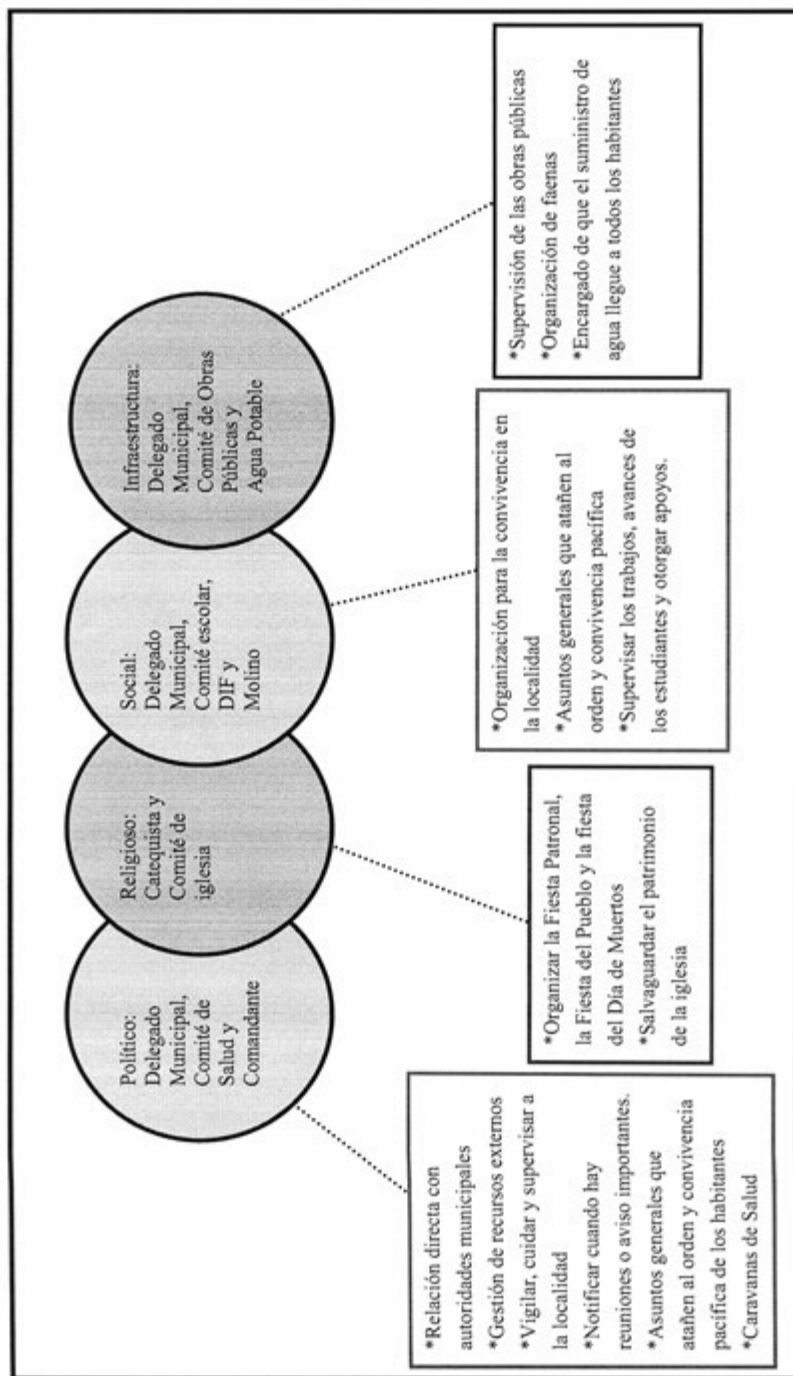 Político:
Delegado
Municipal,
Comité de
Salud y
Comandante
Religioso:
Catequista y
Comité de
iglesia
Social:
Delegado
Municipal,
Comité escolar,
DIF y
Molino
Infraestructura:
Delegado
Municipal,
Comité de Obras
Públicas y
Agua Potable
*Relación directa con
autoridades municipales
*Gestión de recursos externos
*Vigilar, cuidar y supervisar a
la localidad
*Notificar cuando hay
reuniones o aviso importantes.
*Asuntos generales que
atañen al orden y convivencia
pacífica de los habitantes
*Caravanas de Salud
*Organizar la Fiesta Patronal,
la Fiesta del Pueblo y la fiesta
del Día de Muertos
*Salvaguardar el patrimonio
de la iglesia
*Organización para la convivencia en
la localidad
*Asuntos generales que atañen al
orden y convivencia pacífica
*Supervisar los trabajos, avances de
los estudiantes y otorgar apoyos.
*Supervisión de las obras públicas
*Organización de faenas
*Encargado de que el suministro de
agua llegue a todos los habitantes